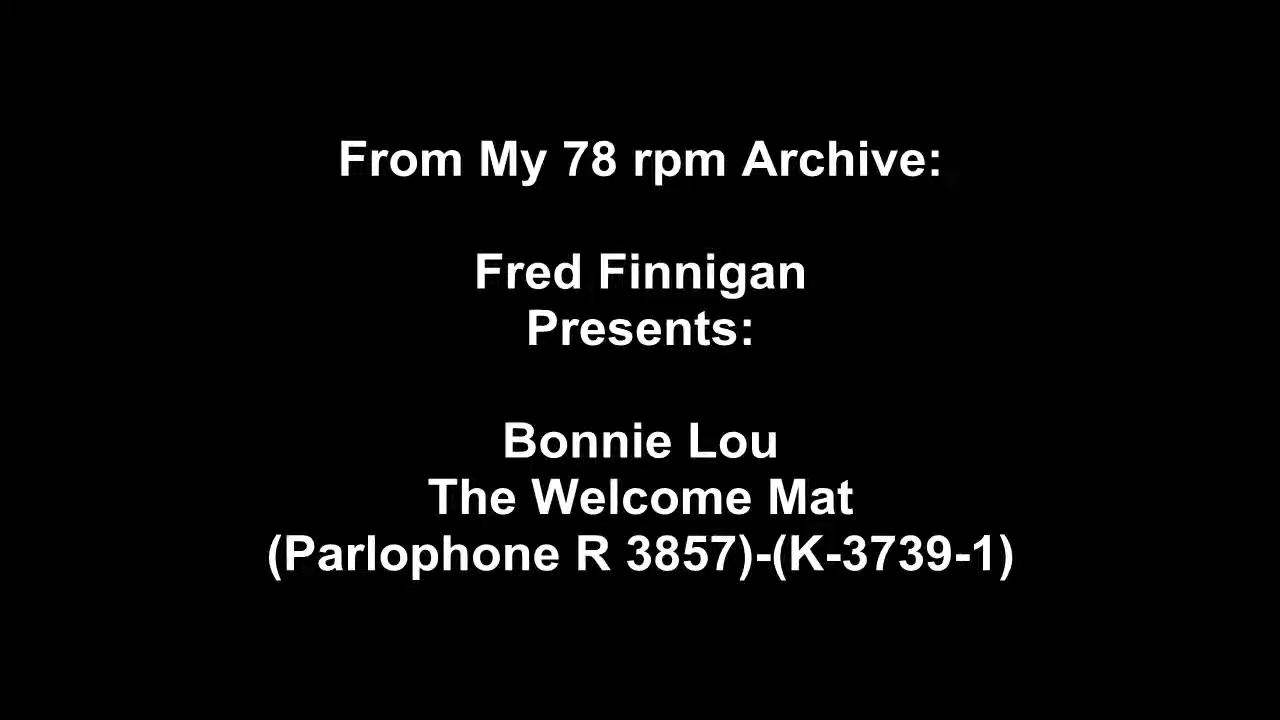 From My 78 rpm Archive:
Fred Finnigan
Presents:
Bonnie Lou
The Welcome Mat
(Parlophone R 3857)-(K-3739-1)